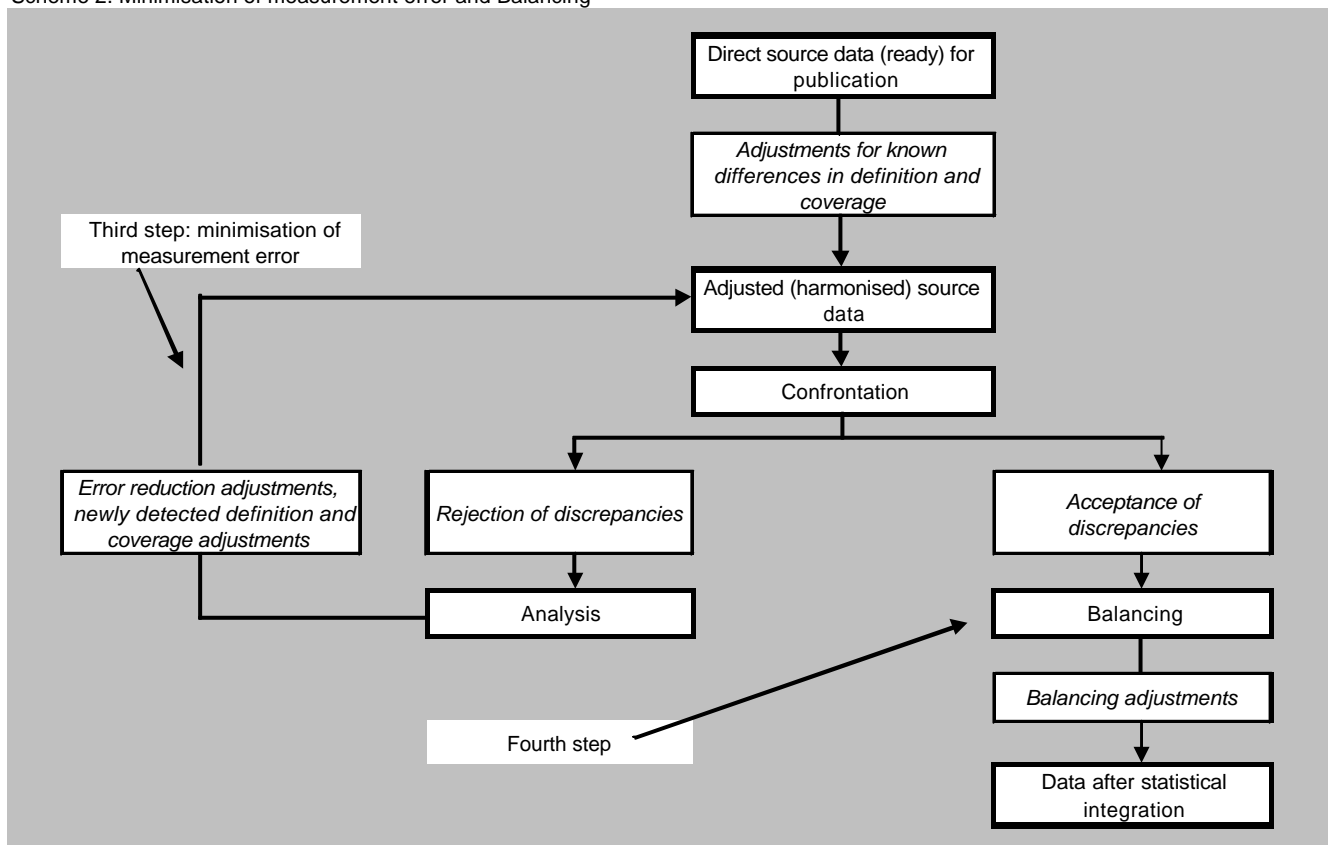 Scheme 2: Minimisation of measurement error and Balancing
Direct source data (ready) for
publication
Adjustments for known
differences in definition and
coverage
Third step: minimisation of
measurement error
Adjusted (harmonised) source
data
Confrontation
Error reduction adjustments,
newly detected definition and
coverage adjustments
Rejection of discrepancies
Acceptance of
discrepancies
Analysis
Balancing
Balancing adjustments
Fourth step
Data after statistical
integration